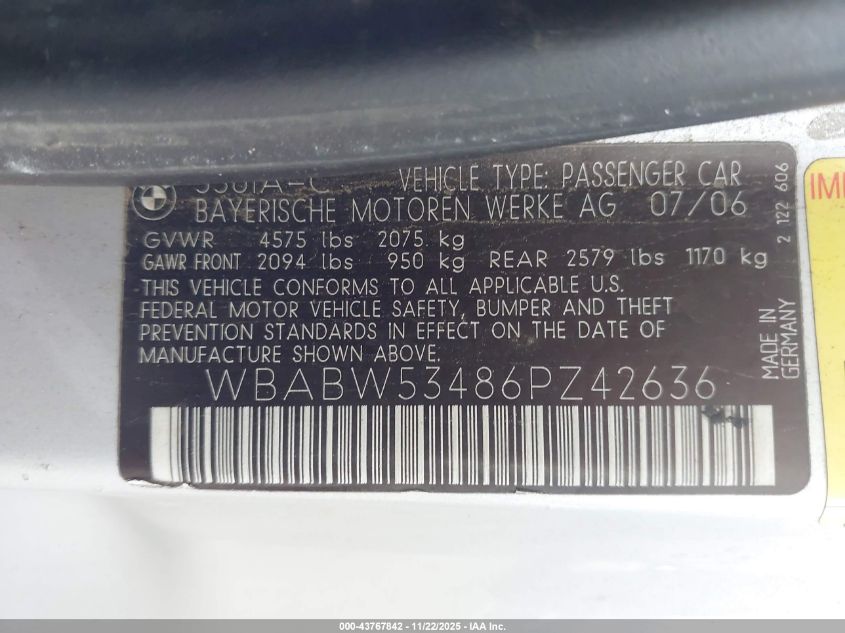 VEHICLE TYPE: PASSENGER CAR
BAYERISCHE MOTOREN WERKE AG 07/06
GVWR 4575 lbs 2075 kg
GAWR FRONT 2094 lbs 950 kg REAR 2579 lbs 1170 kg
THIS VEHICLE CONFORMS TO ALL APPLICABLE U.S.
FEDERAL MOTOR VEHICLE SAFETY, BUMPER AND THEFT
PREVENTION STANDARDS IN EFFECT ON THE DATE OF
MANUFACTURE SHOWN ABOVE.
WBABW53486PZ42636
2 122 606
MADE IN
GERMANY
000-43767842 - 11/22/2025 - IAA Inc.